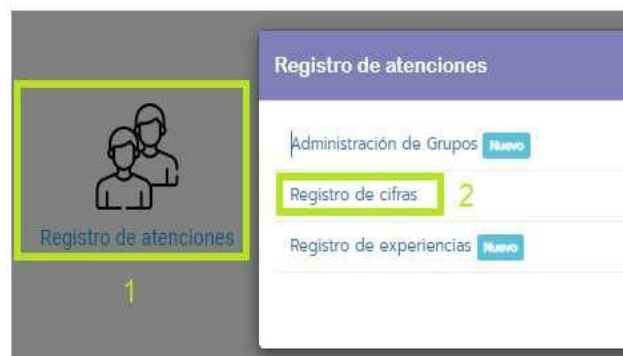 Registro de atenciones
1
Registro de atenciones
Administración de Grupos Nuevo
Registro de cifras 2
Registro de experiencias Nuevo